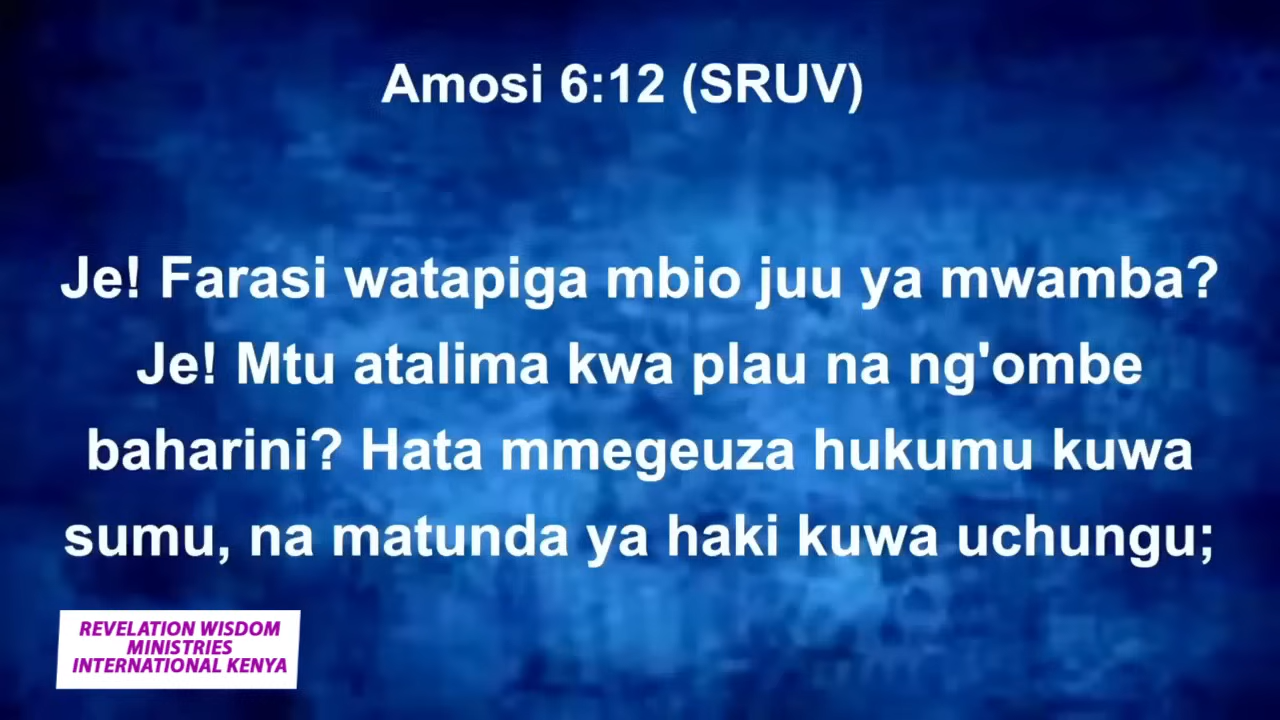 Amosi 6:12 (SRUV)
Je! Farasi watapiga mbio juu ya mwamba?
Je! Mtu atalima kwa plau na ng'ombe
baharini? Hata mmegeuza hukumu kuwa
sumu, na matunda ya haki kuwa uchungu;
REVELATION WISDOM
MINISTRIES
INTERNATIONAL KENYA